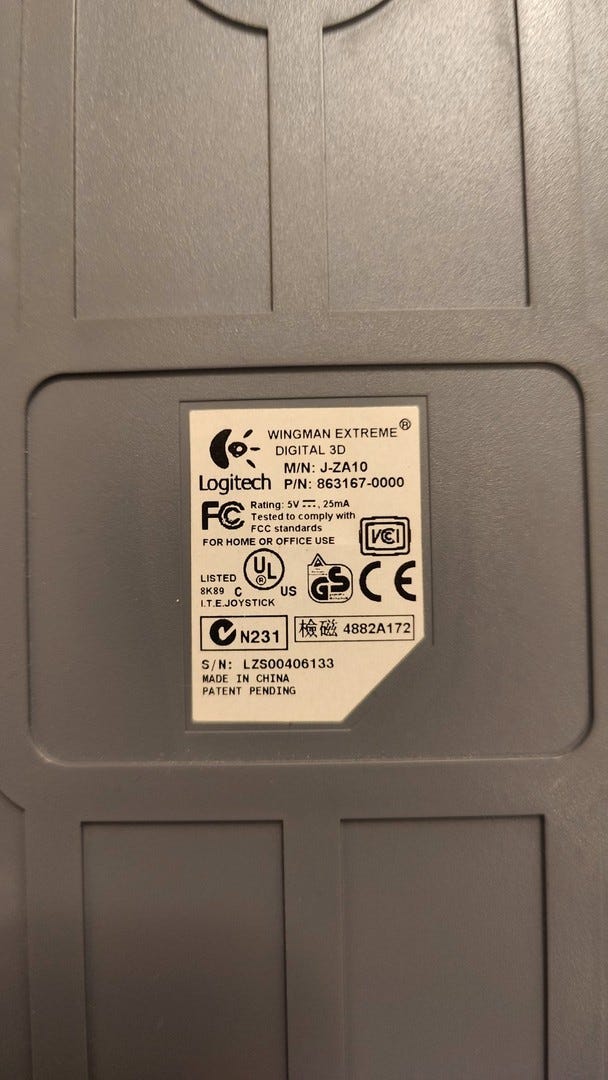 WINGMAN EXTREME®
DIGITAL 3D
Logitech
M/N: J-ZA10
P/N: 863167-0000
FC
Rating: 5V ⎓, 25mA
Tested to comply with
FCC standards
FOR HOME OR OFFICE USE
VCCI
LISTED
8K89
C UL® US
I.T.E.JOYSTICK
GS
CE
N231
檢磁 4882A172
S/N: LZS00406133
MADE IN CHINA
PATENT PENDING